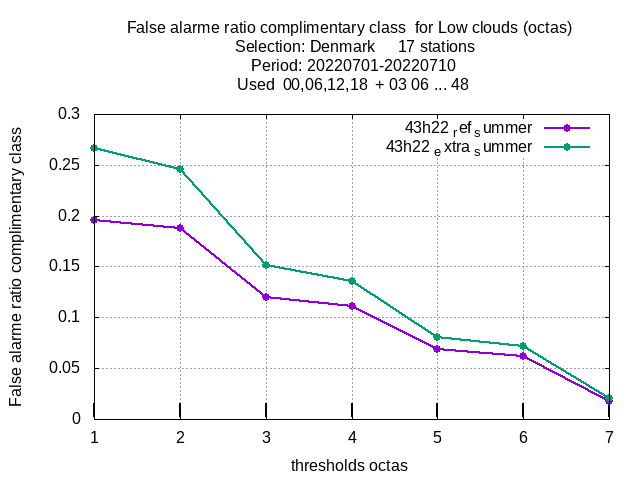 False alarme ratio complimentary class  for Low clouds (octas)
Selection: Denmark     17 stations
Period: 20220701-20220710
Used  00,06,12,18  + 03 06 ... 48
False alarme ratio complimentary class
0.3
0.25
0.2
0.15
0.1
0.05
0
43h22 ref summer
43h22 extra summer
1 2 3 4 5 6 7
thresholds octas